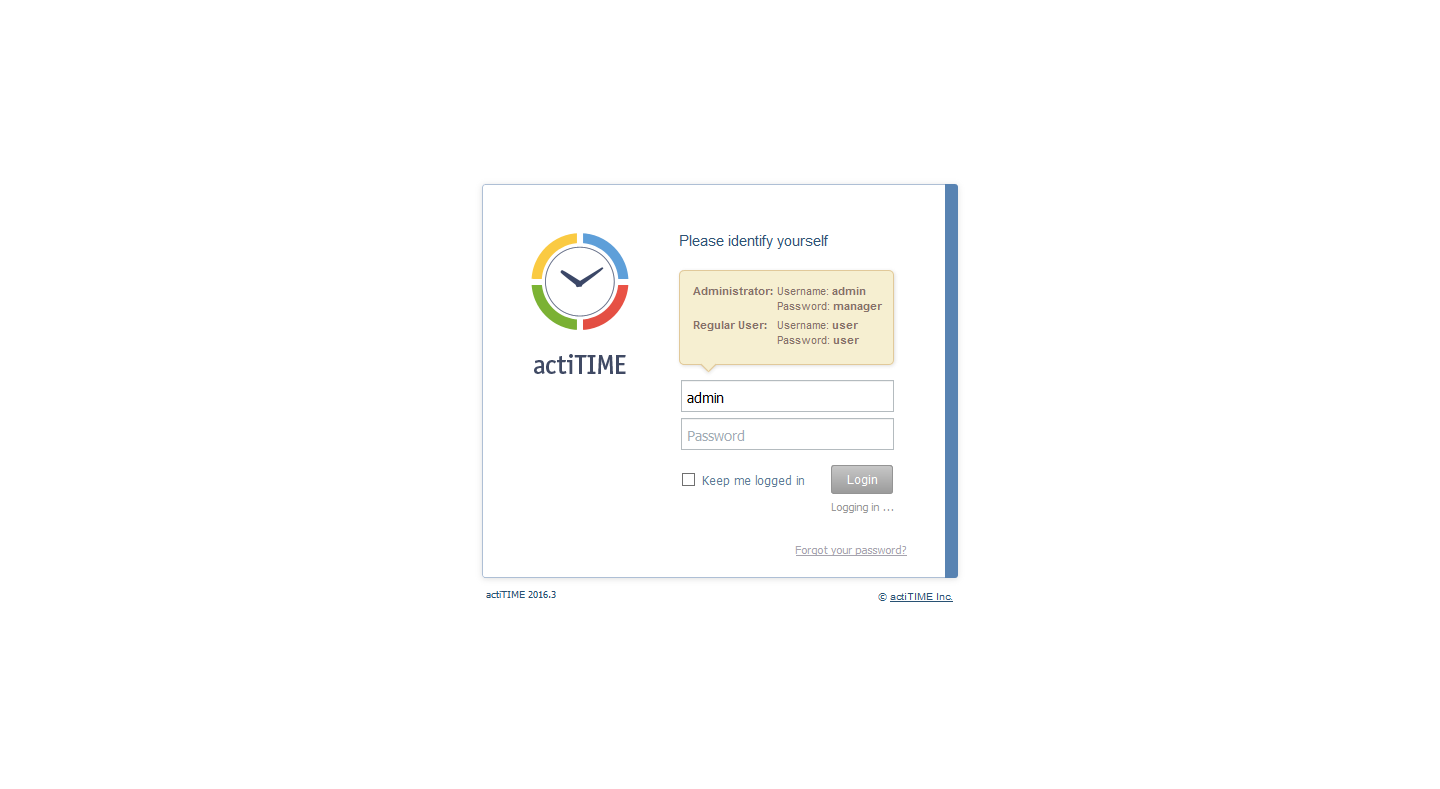 Please identify yourself
Administrator: Username: admin
Password: manager
Regular User: Username: user
Password: user
actiTIME
admin
Password
Keep me logged in
Login
Logging in ...
Forgot your password?
actiTIME 2016.3
© actiTIME Inc.